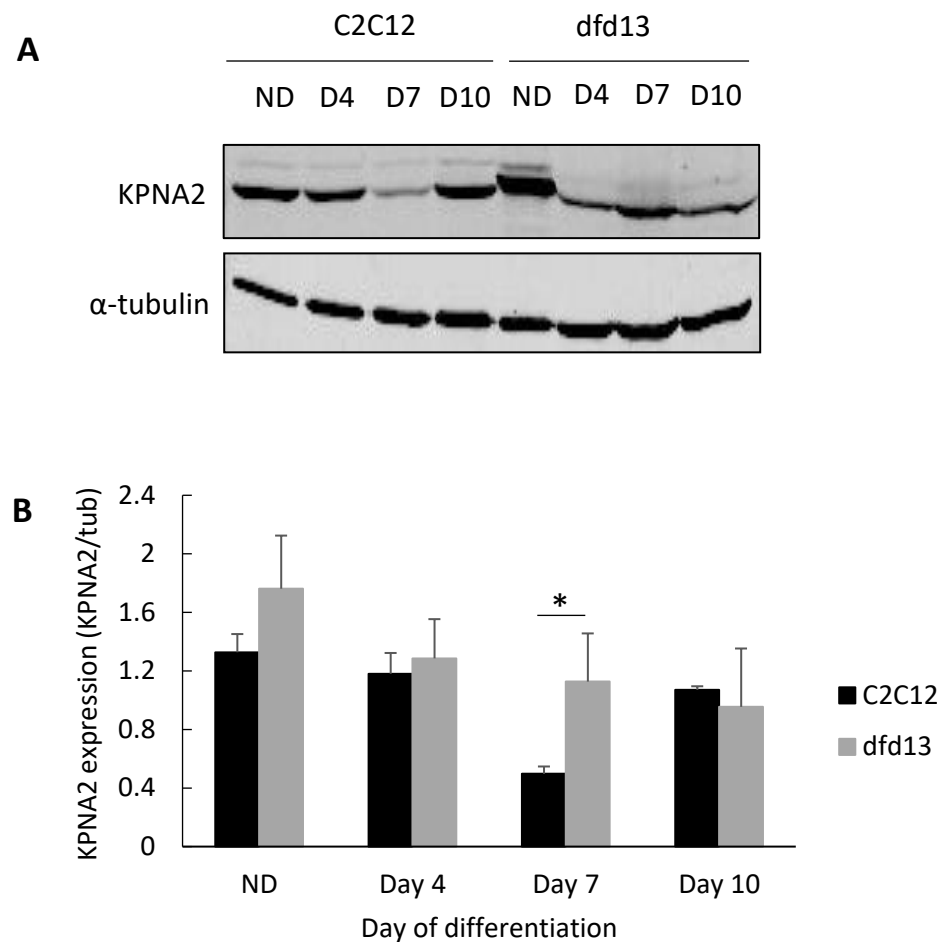 A
C2C12 dfd13
ND D4 D7 D10 ND D4 D7 D10
KPNA2
α-tubulin
B
KPNA2 expression (KPNA2/tub)
2.4
2
1.6
1.2
0.8
0.4
0
*
ND Day 4 Day 7 Day 10
Day of differentiation
C2C12
dfd13